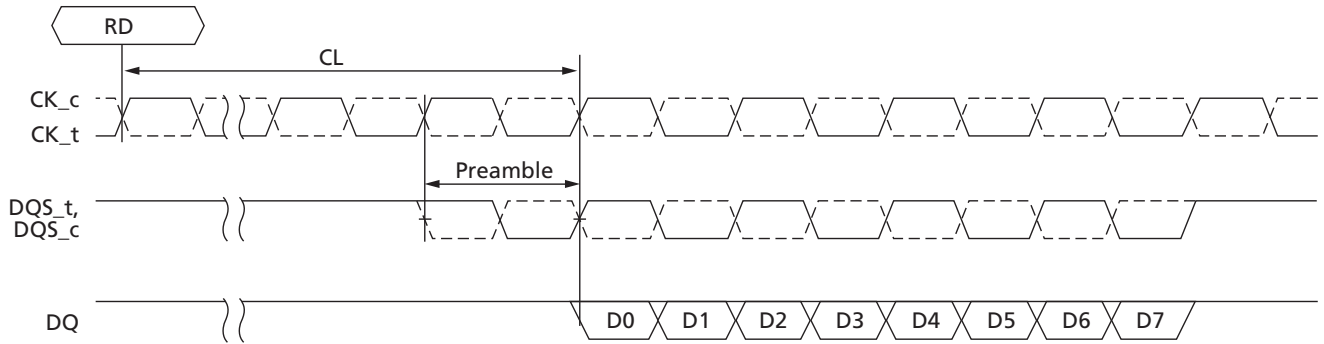 RD
CL
CK_c
CK_t
Preamble
DQS_t,
DQS_c
DQ D0 D1 D2 D3 D4 D5 D6 D7